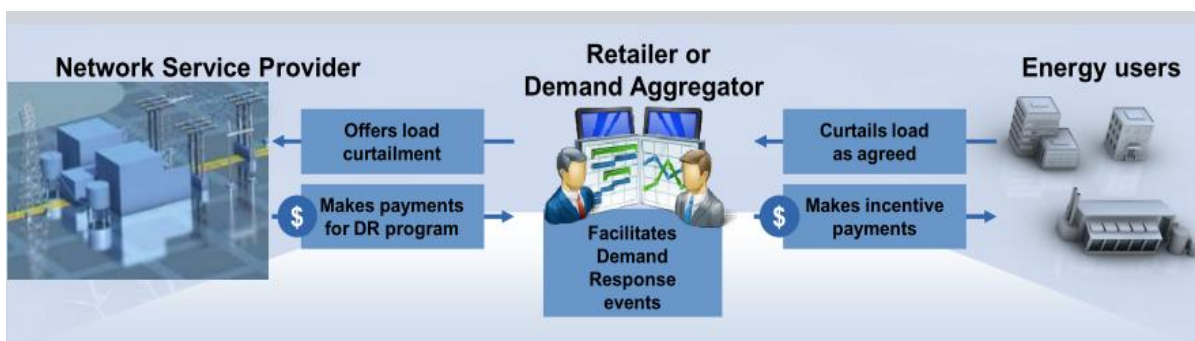 Network Service Provider
Retailer or
Demand Aggregator
Energy users
Offers load
curtailment
Curtails load
as agreed
$
Makes payments
for DR program
$
Makes incentive
payments
Facilitates
Demand
Response
events